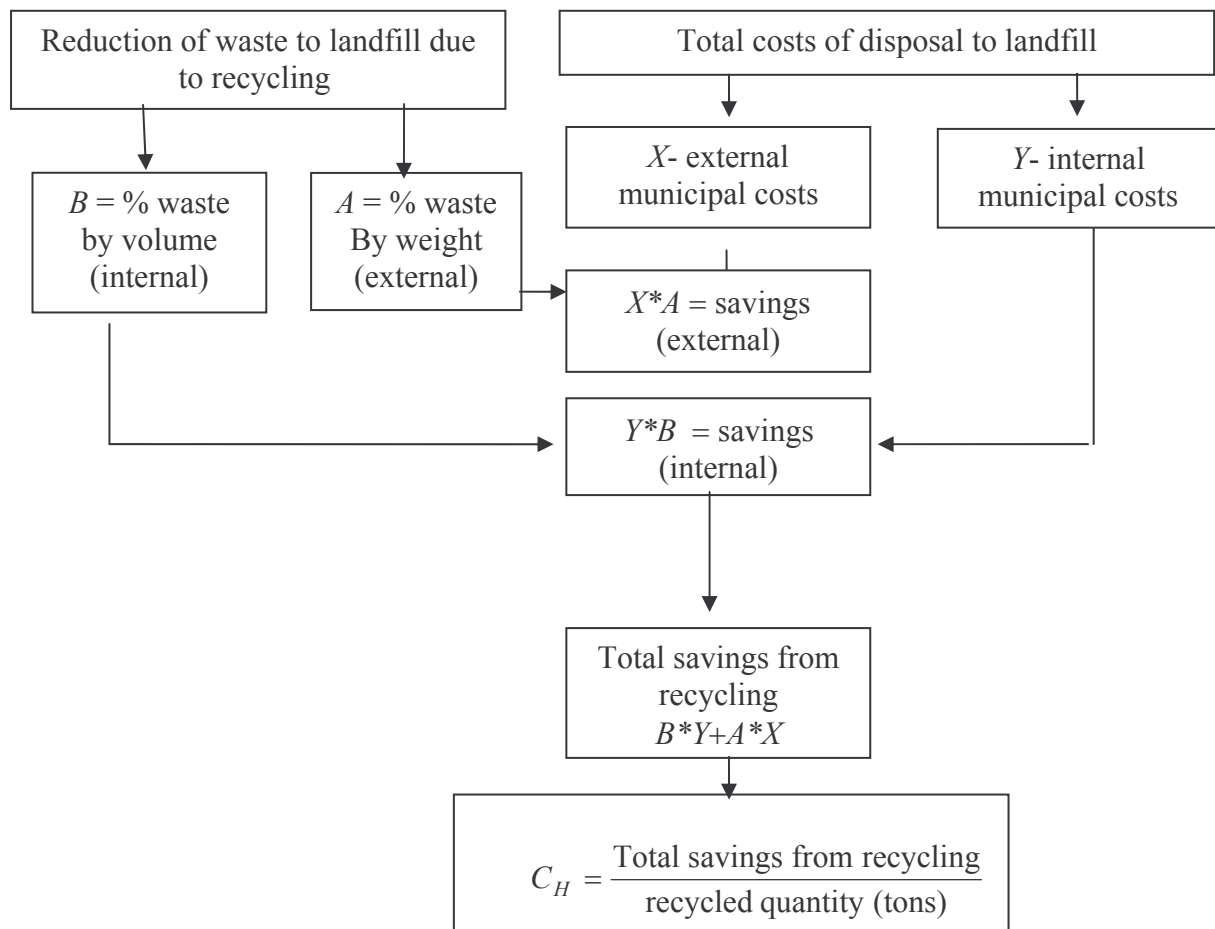 Reduction of waste to landfill due
to recycling
Total costs of disposal to landfill
B = % waste
by volume
(internal)
A = % waste
By weight
(external)
X- external
municipal costs
Y- internal
municipal costs
X*A = savings
(external)
Y*B = savings
(internal)
Total savings from
recycling
B*Y+A*X
C_H = Total savings from recycling
recycled quantity (tons)